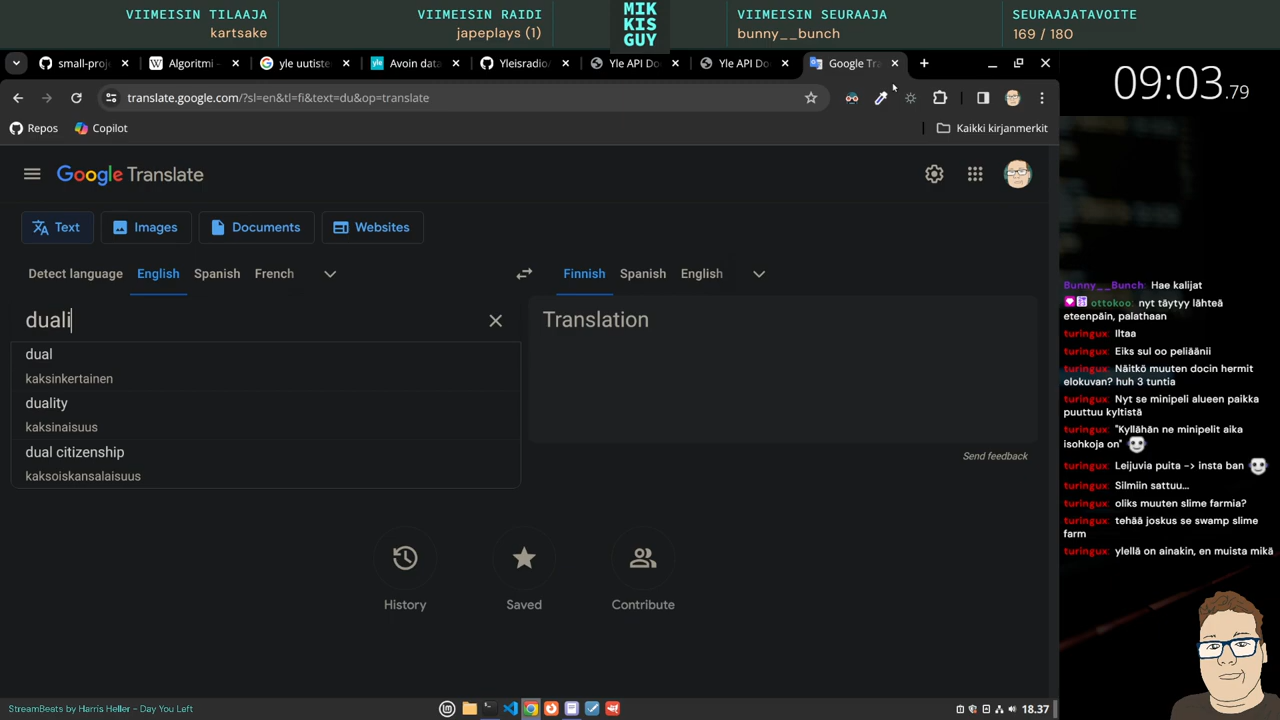 VIIMEISIN TILAAJA
kartsake
VIIMEISIN RAIDI
japeplays (1)
MIK
KIS
GUY
VIIMEISIN SEURAAJA
bunny__bunch
SEURAAJATAVOITE
169 / 180
small-proj
Algoritmi –
yle uutiste
Avoin data
Yleisradio/
Yle API Do
Yle API Do
Google Tra
09:03.79
translate.google.com/?sl=en&tl=fi&text=du&op=translate
Repos
Copilot
Kaikki kirjanmerkit
Google Translate
Text
Images
Documents
Websites
Detect language
English
Spanish
French
Finnish
Spanish
English
duali
Translation
dual
kaksinkertainen
duality
kaksinaisuus
dual citizenship
kaksoiskansalaisuus
Send feedback
History
Saved
Contribute
Bunny__Bunch: Hae kalijat
ottokoo: nyt täytyy lähteä
eteenpäin, palathaan
turingux: Iltaa
turingux: Eiks sul oo peliäänii
turingux: Näitkö muuten docin hermit
elokuvan? huh 3 tuntia
turingux: Nyt se minipeli alueen paikka
puuttuu kyltistä
turingux: "Kyllähän ne minipelit aika
isohkoja on"
turingux: Leijuvia puita -> insta ban
turingux: Silmiin sattuu...
turingux: oliks muuten slime farmia?
turingux: tehää joskus se swamp slime
farm
turingux: ylellä on ainakin, en muista mikä
StreamBeats by Harris Heller – Day You Left
18.37